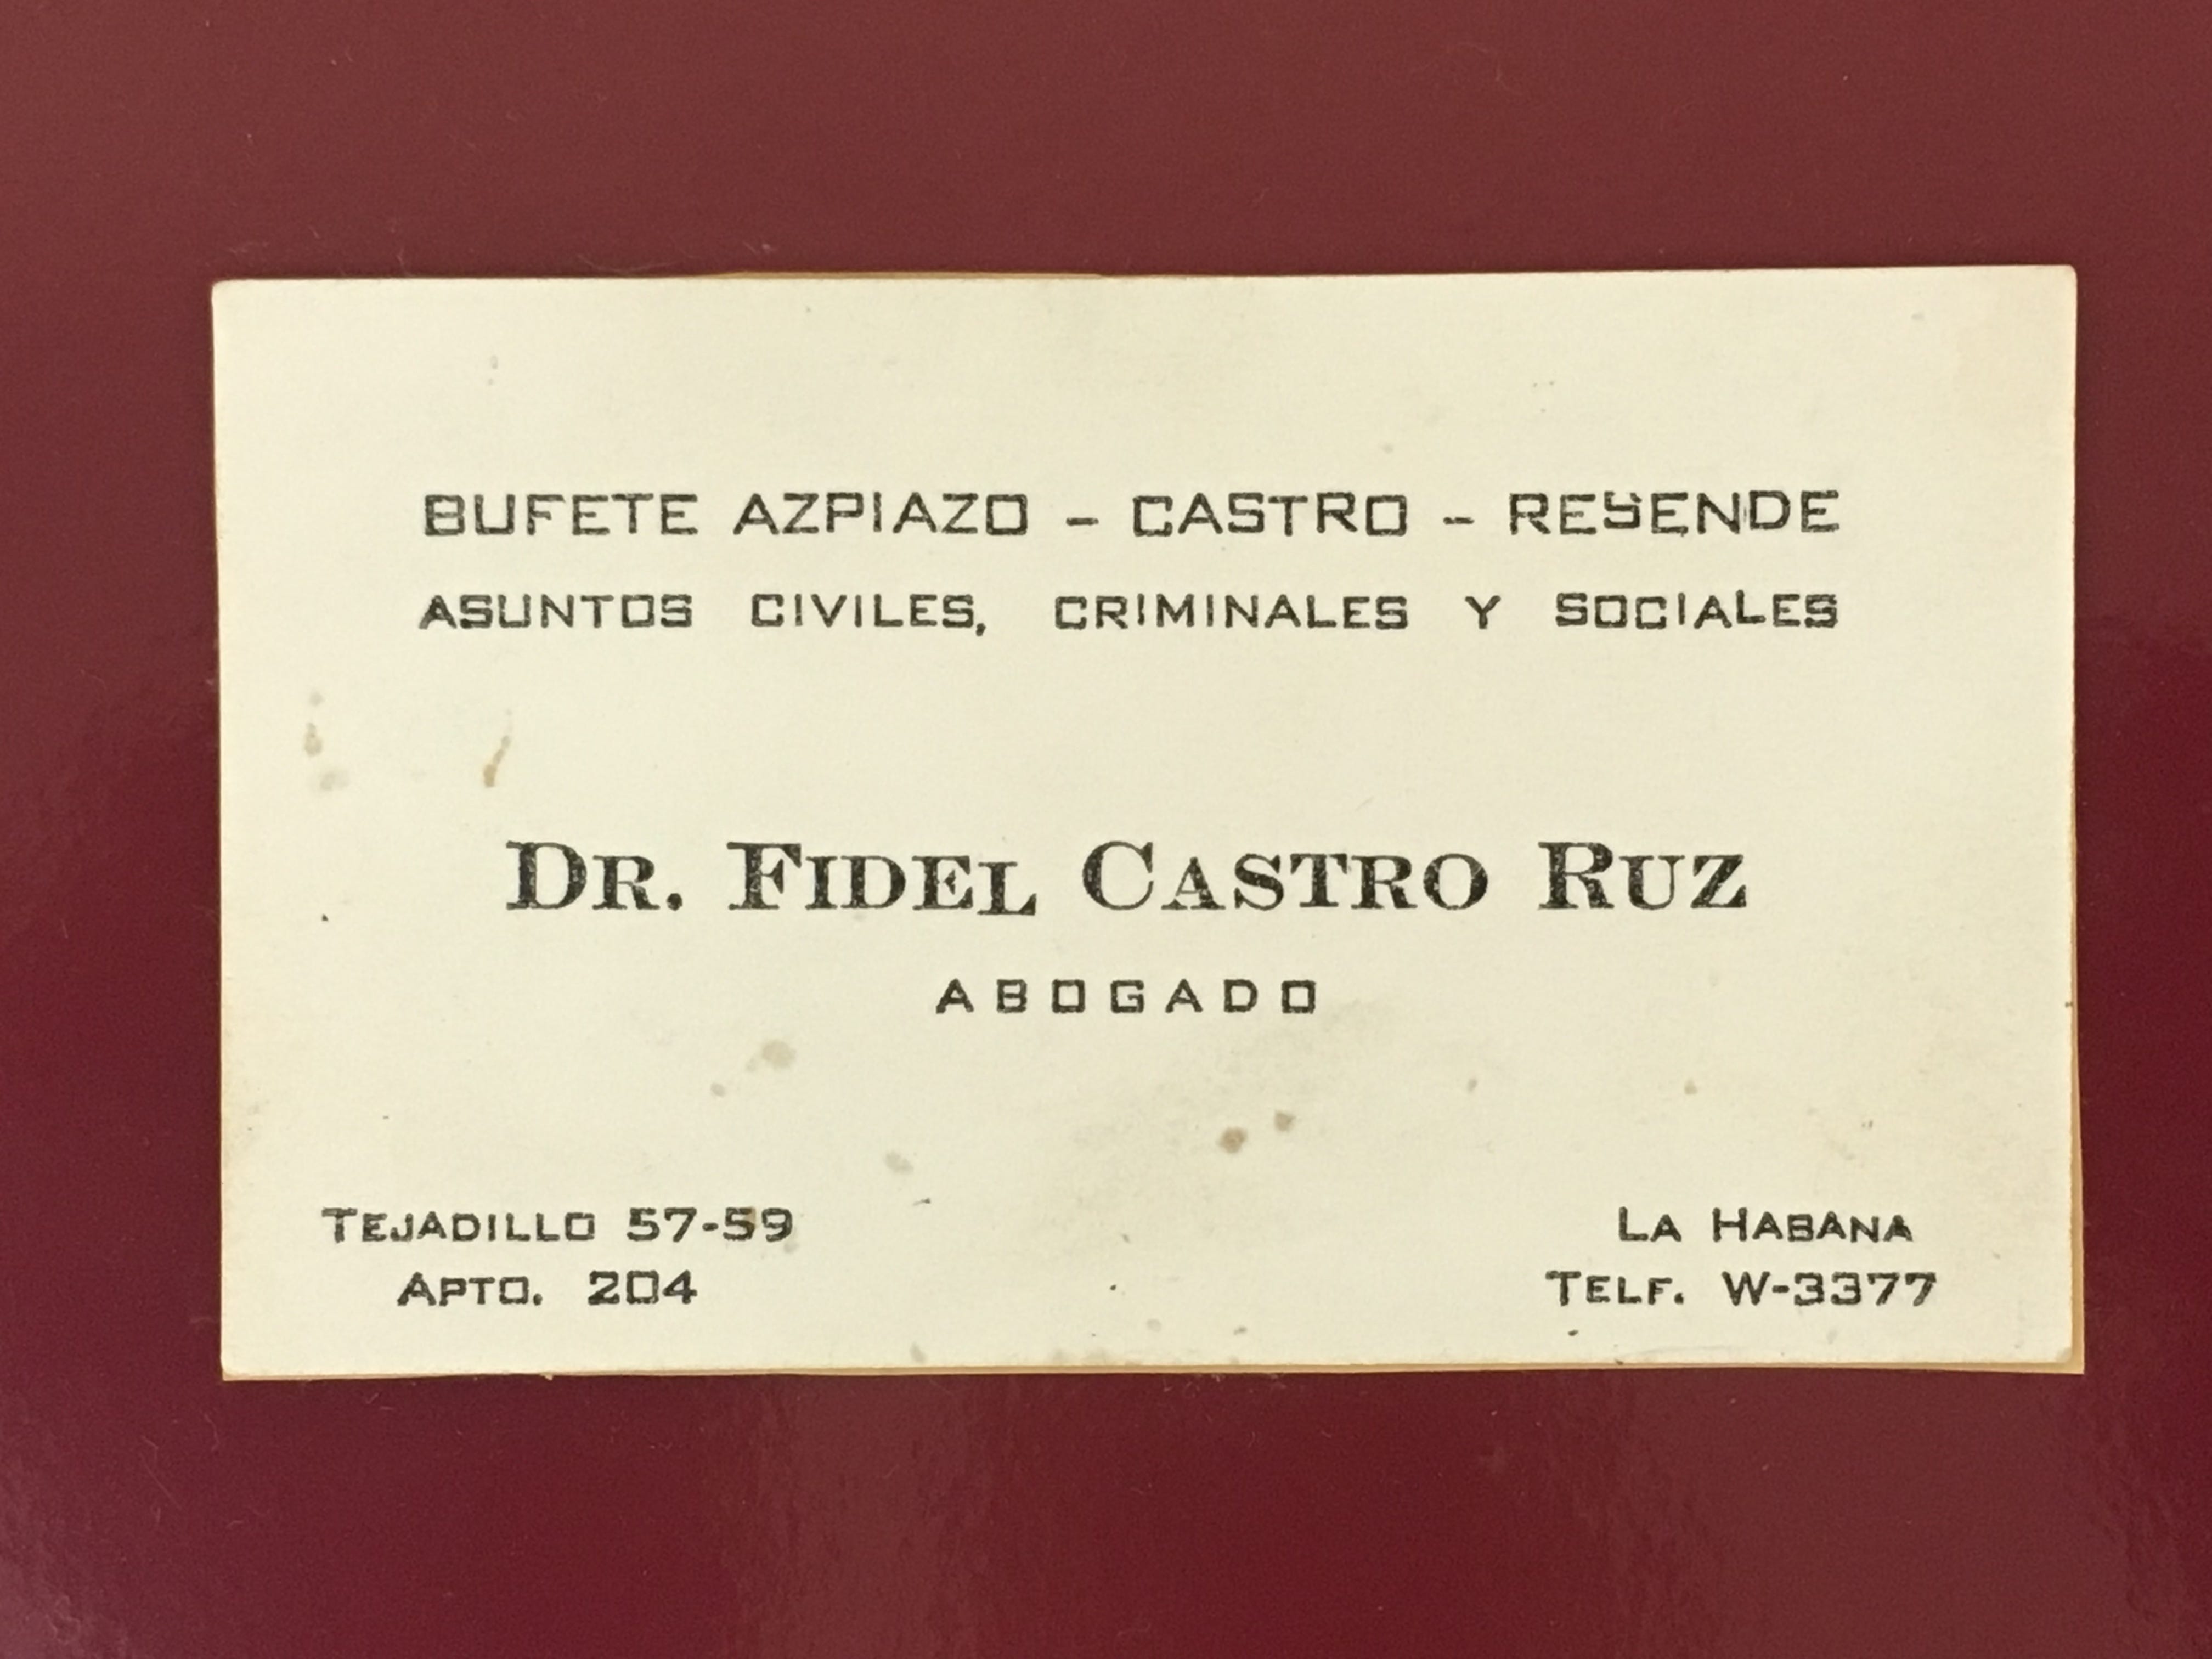 BUFETE AZPIAZO - CASTRO - RESENDE
ASUNTOS CIVILES, CRIMINALES Y SOCIALES
DR. FIDEL CASTRO RUZ
ABOGADO
TEJADILLO 57-59
APTO. 204
LA HABANA
TELF. W-3377